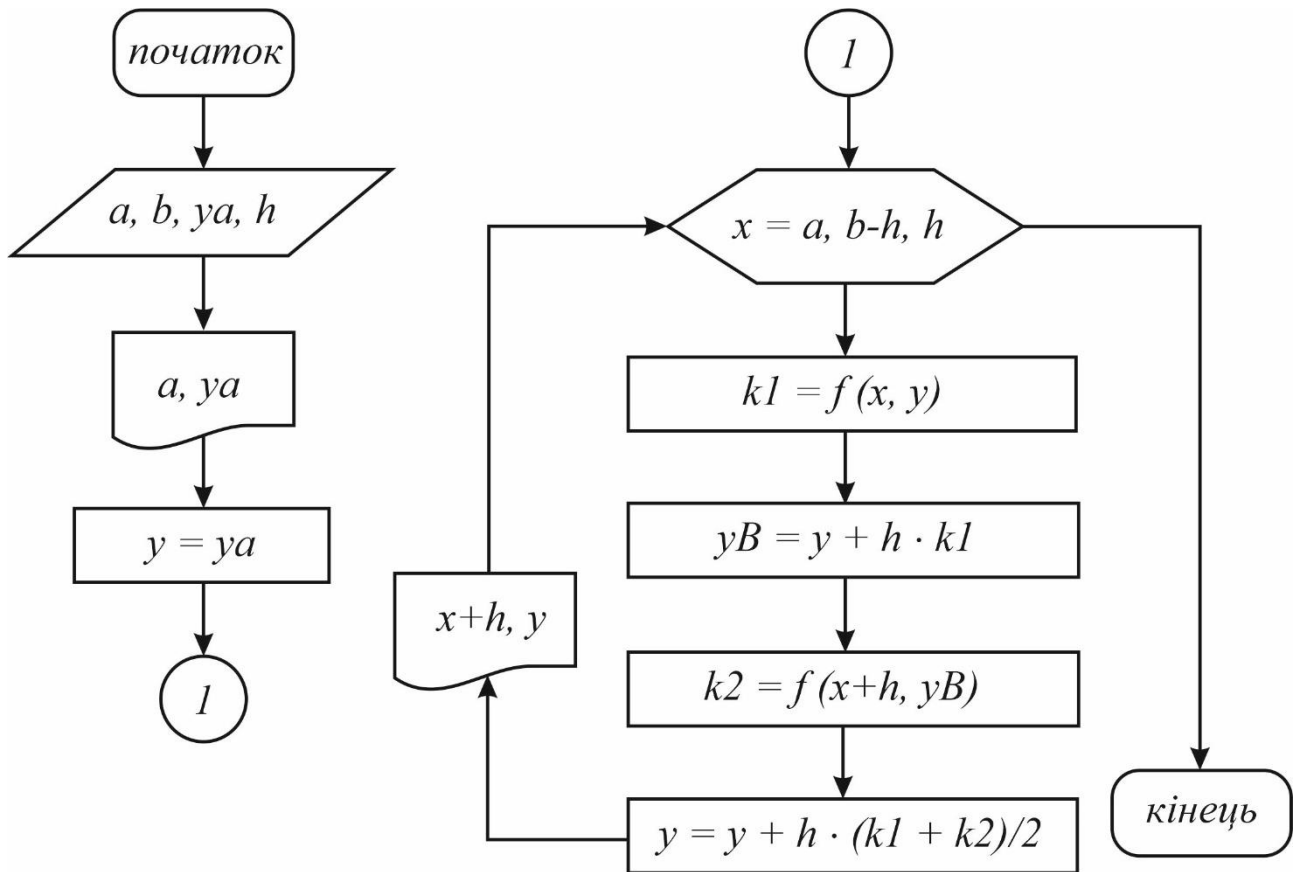 початок
a, b, ya, h
a, ya
y = ya
1
1
x = a, b-h, h
k1 = f (x, y)
yB = y + h · k1
k2 = f (x+h, yB)
y = y + h · (k1 + k2)/2
x+h, y
кінець